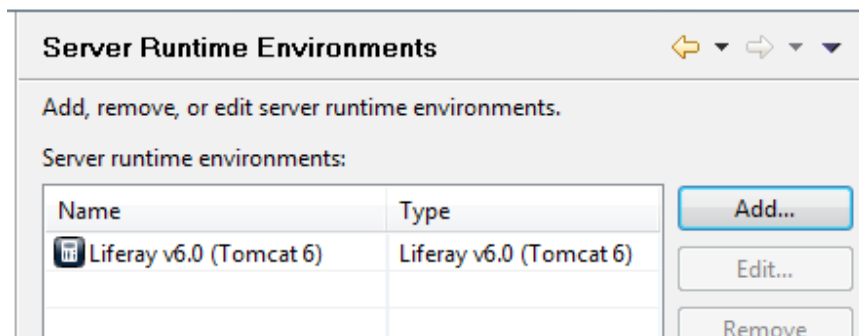 Server Runtime Environments
Add, remove, or edit server runtime environments.
Server runtime environments:
Name Type Add...
Liferay v6.0 (Tomcat 6) Liferay v6.0 (Tomcat 6)
Edit...
Remove